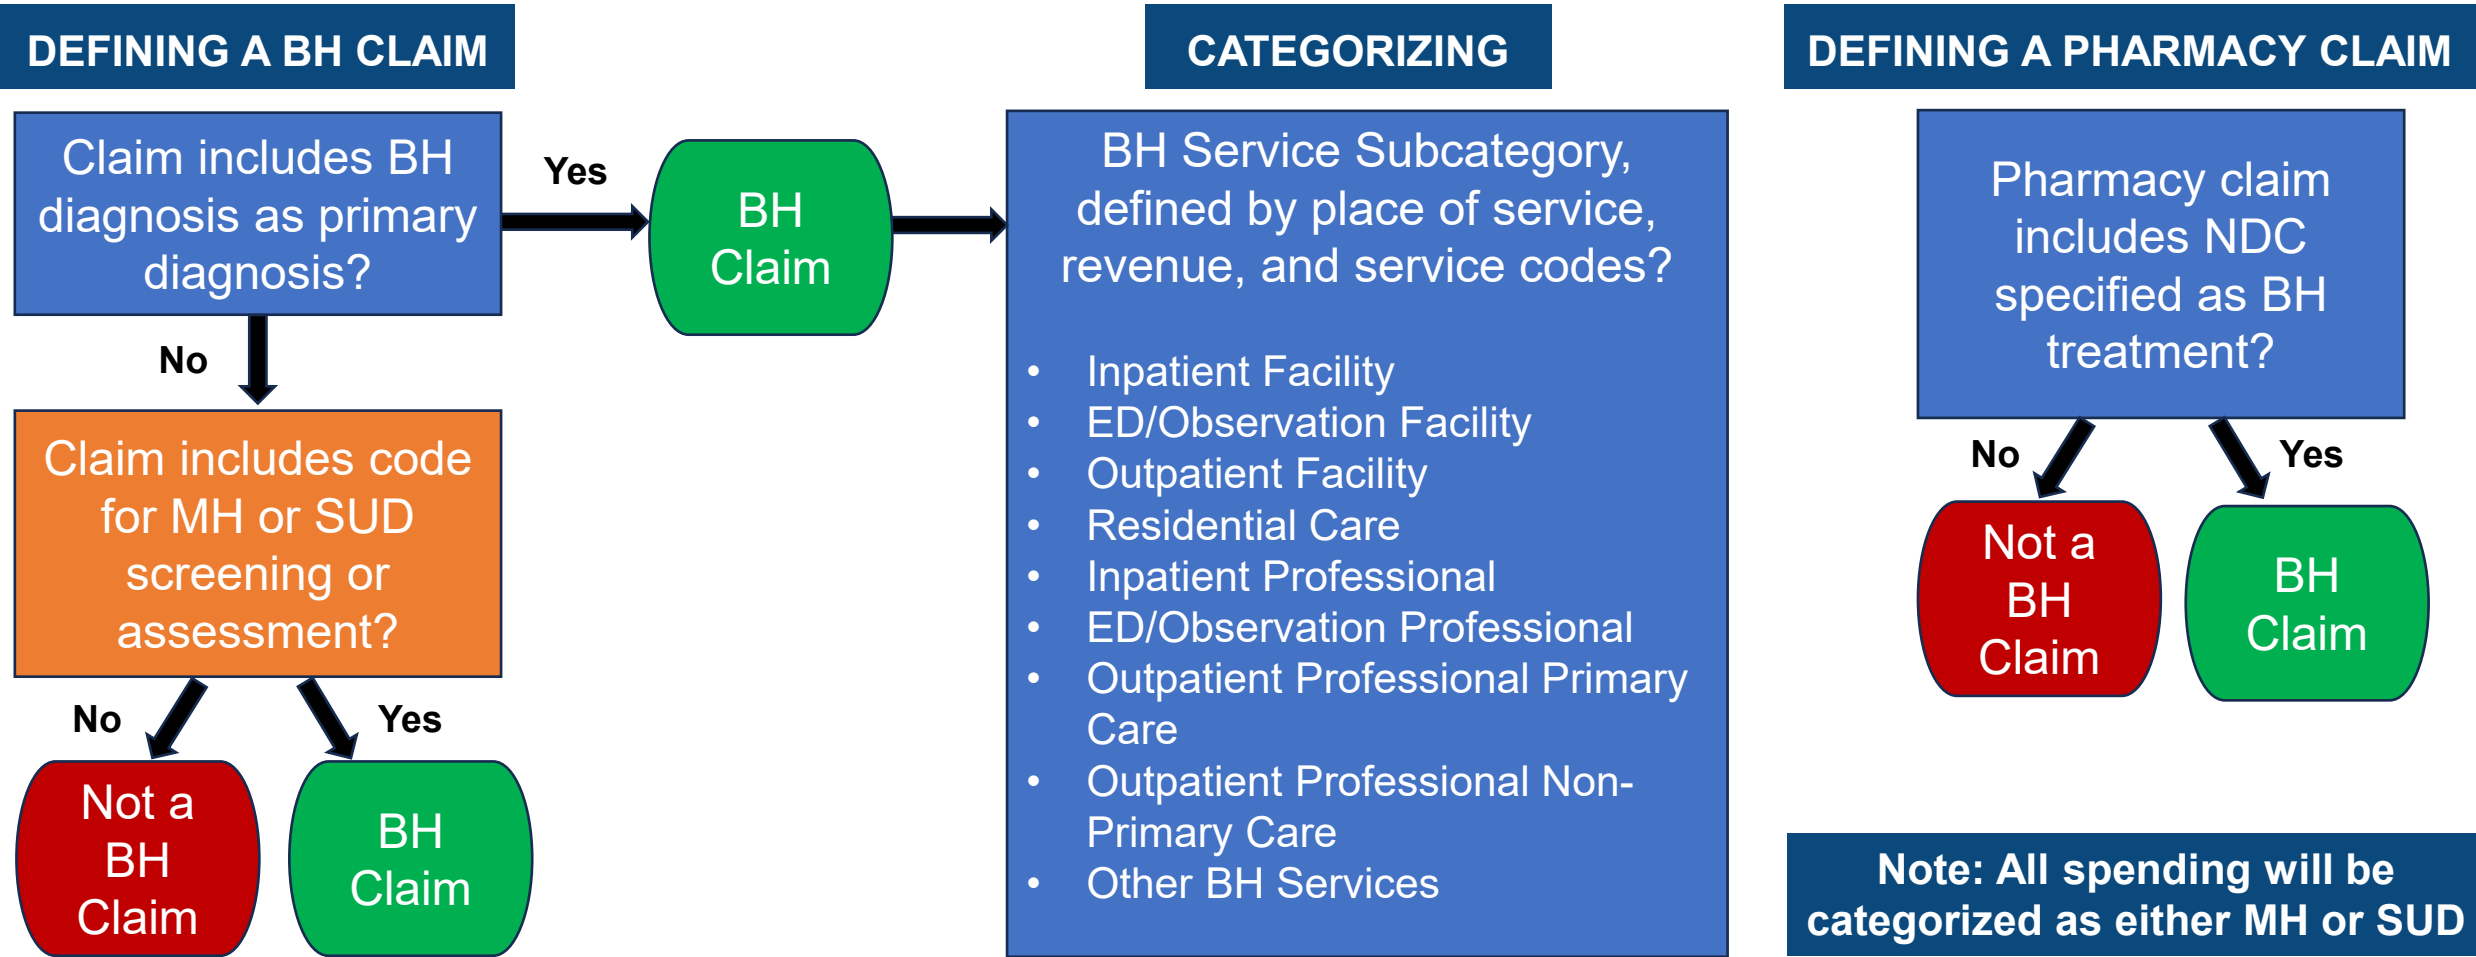 DEFINING A BH CLAIM
Claim includes BH
diagnosis as primary
diagnosis?
Yes
BH
Claim
No
Claim includes code
for MH or SUD
screening or
assessment?
No
Yes
Not a
BH
Claim
BH
Claim
CATEGORIZING
BH Service Subcategory,
defined by place of service,
revenue, and service codes?
• Inpatient Facility
• ED/Observation Facility
• Outpatient Facility
• Residential Care
• Inpatient Professional
• ED/Observation Professional
• Outpatient Professional Primary
Care
• Outpatient Professional Non-
Primary Care
• Other BH Services
DEFINING A PHARMACY CLAIM
Pharmacy claim
includes NDC
specified as BH
treatment?
No
Yes
Not a
BH
Claim
BH
Claim
Note: All spending will be
categorized as either MH or SUD